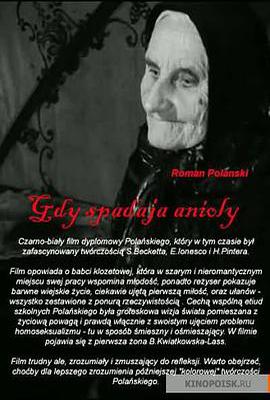 Roman Polański
Gdy spadają anioły
Czarno-biały film dyplomowy Polańskiego, który w tym czasie był
zafascynowany twórczością S.Becketta, E.Ionesco i H.Pintera.
Film opowiada o babci klozetowej, która w szarym i nieromantycznym
miejscu swej pracy wspomina młodość, ponadto reżyser pokazuje
barwne wiejskie życie, ciekawie ujętą pierwszą miłość, oraz ułanów -
wszystko zestawione z ponurą rzeczywistością . Cechą wspólną etiud
szkolnych Polańskiego była groteskowa wizja świata pomieszana z
życiową powagą i prawdą włącznie z swoistym ujęciem problemu
homoseksualizmu - tu w sposób śmieszny i ośmieszający. W filmie
pojawia się z pierwsza żona B.Kwiatkowska-Lass.
Film trudny ale, zrozumiały i zmuszający do refleksji. Warto obejrzeć,
choćby dla lepszego zrozumienia późniejszej "kolorowej" twórczości
Polańskiego.
KINOPOISK.RU